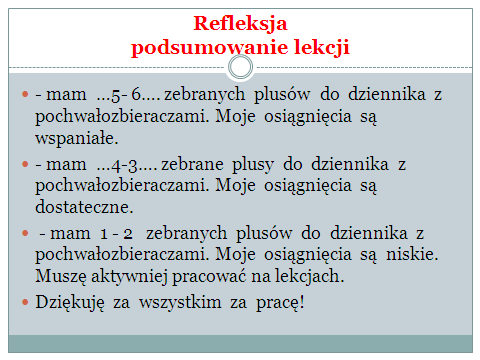 Refleksja
podsumowanie lekcji
- mam ...5- 6.... zebranych plusów do dziennika z
pochwałozbieraczami. Moje osiągnięcia są
wspaniałe.
- mam ...4-3.... zebrane plusy do dziennika z
pochwałozbieraczami. Moje osiągnięcia są
dostateczne.
- mam 1 - 2 zebranych plusów do dziennika z
pochwałozbieraczami. Moje osiągnięcia są niskie.
Muszę aktywniej pracować na lekcjach.
Dziękuję za wszystkim za pracę!